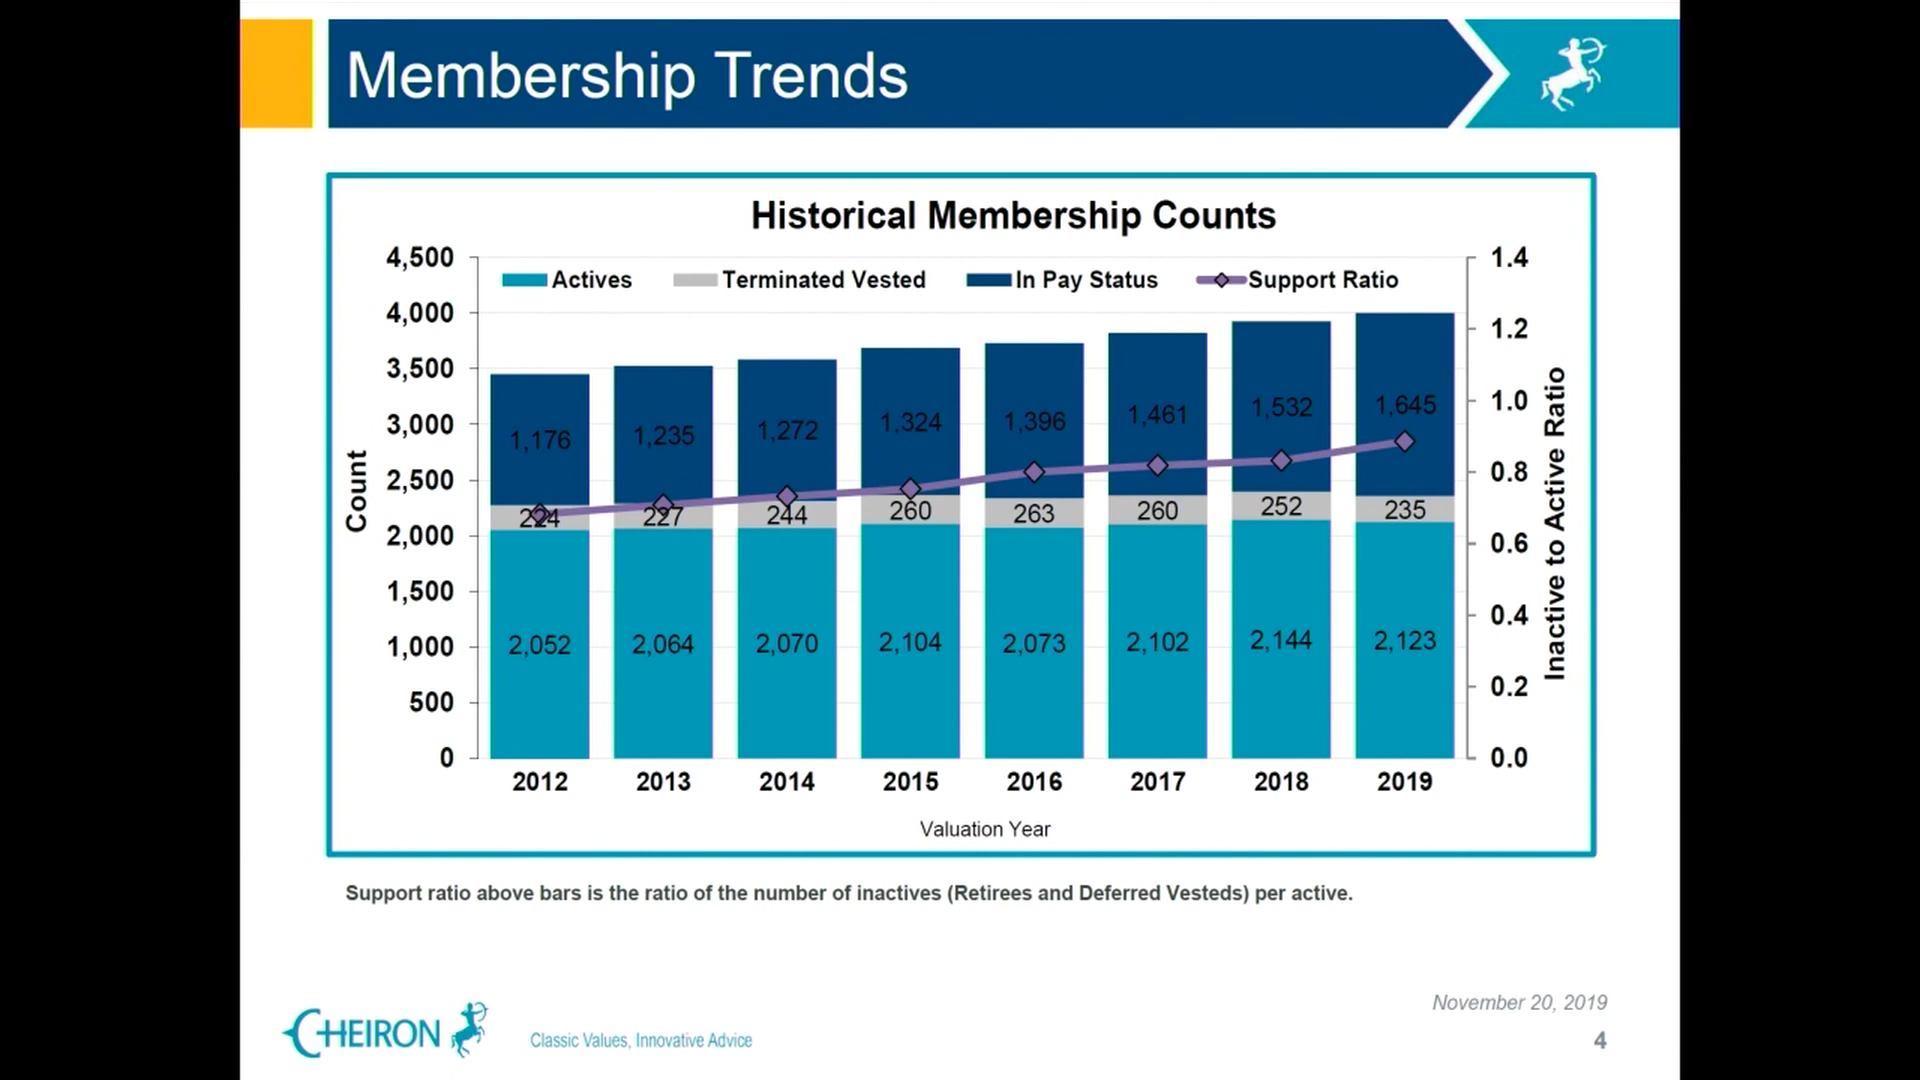 Membership Trends
Historical Membership Counts
4,500
4,000
3,500
3,000
2,500
2,000
1,500
1,000
500
0
Count
Actives Terminated Vested In Pay Status Support Ratio
1,176 1,235 1,272 1,324 1,396 1,461 1,532 1,645
224 227 244 260 263 260 252 235
2,052 2,064 2,070 2,104 2,073 2,102 2,144 2,123
1.4
1.2
1.0
0.8
0.6
0.4
0.2
0.0
Inactive to Active Ratio
2012 2013 2014 2015 2016 2017 2018 2019
Valuation Year
Support ratio above bars is the ratio of the number of inactives (Retirees and Deferred Vesteds) per active.
November 20, 2019
CHEIRON Classic Values, Innovative Advice
4